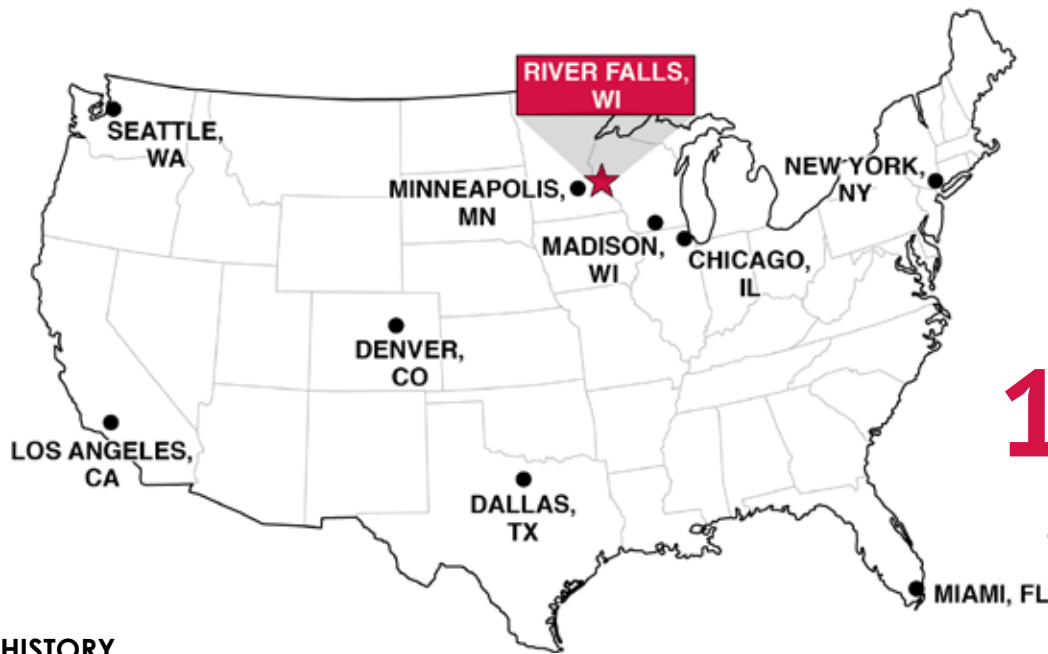 RIVER FALLS,
WI
SEATTLE,
WA
MINNEAPOLIS,
MN
NEW YORK,
NY
MADISON,
WI
CHICAGO,
IL
DENVER,
CO
LOS ANGELES,
CA
DALLAS,
TX
1
MIAMI, FL
HISTORY